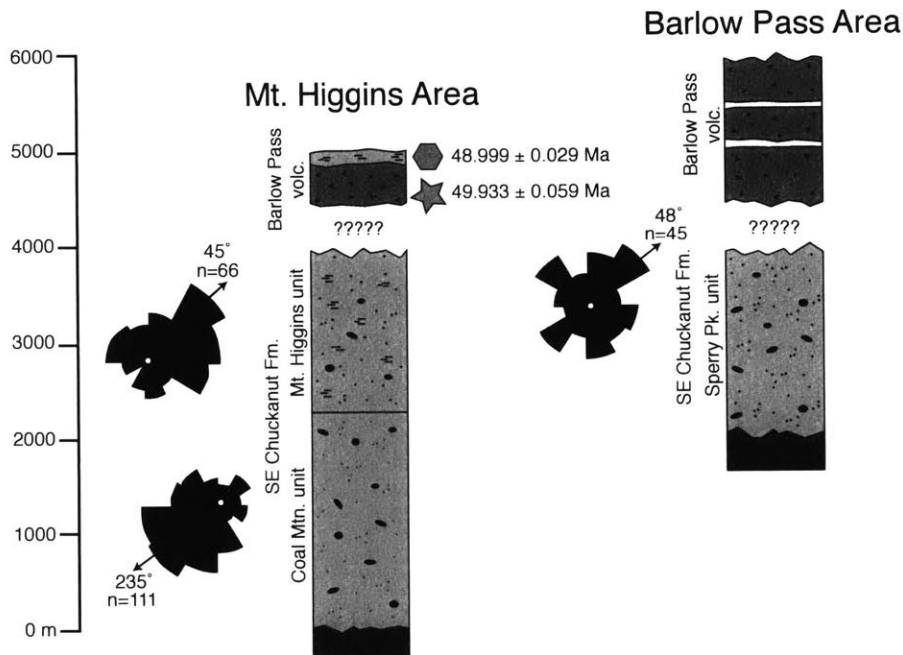 Barlow Pass Area
Mt. Higgins Area
6000
5000
4000
3000
2000
1000
0 m
Barlow Pass
volc.
48.999 ± 0.029 Ma
49.933 ± 0.059 Ma
?????
45°
n=66
235°
n=111
SE Chuckanut Fm.
Mt. Higgins unit
Coal Mtn. unit
48°
n=45
Barlow Pass
volc.
?????
SE Chuckanut Fm.
Sperry Pk. unit